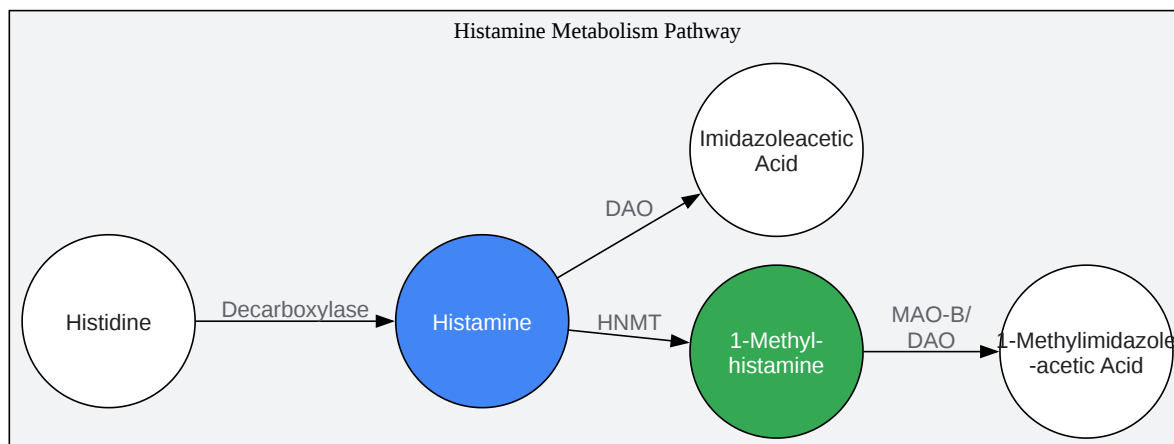 Histamine Metabolism Pathway
Imidazoleacetic
Acid
DAO
Histidine
Decarboxylase
Histamine
HNMT
1-Methyl-
histamine
MAO-B/
DAO
1-Methylimidazole
-acetic Acid